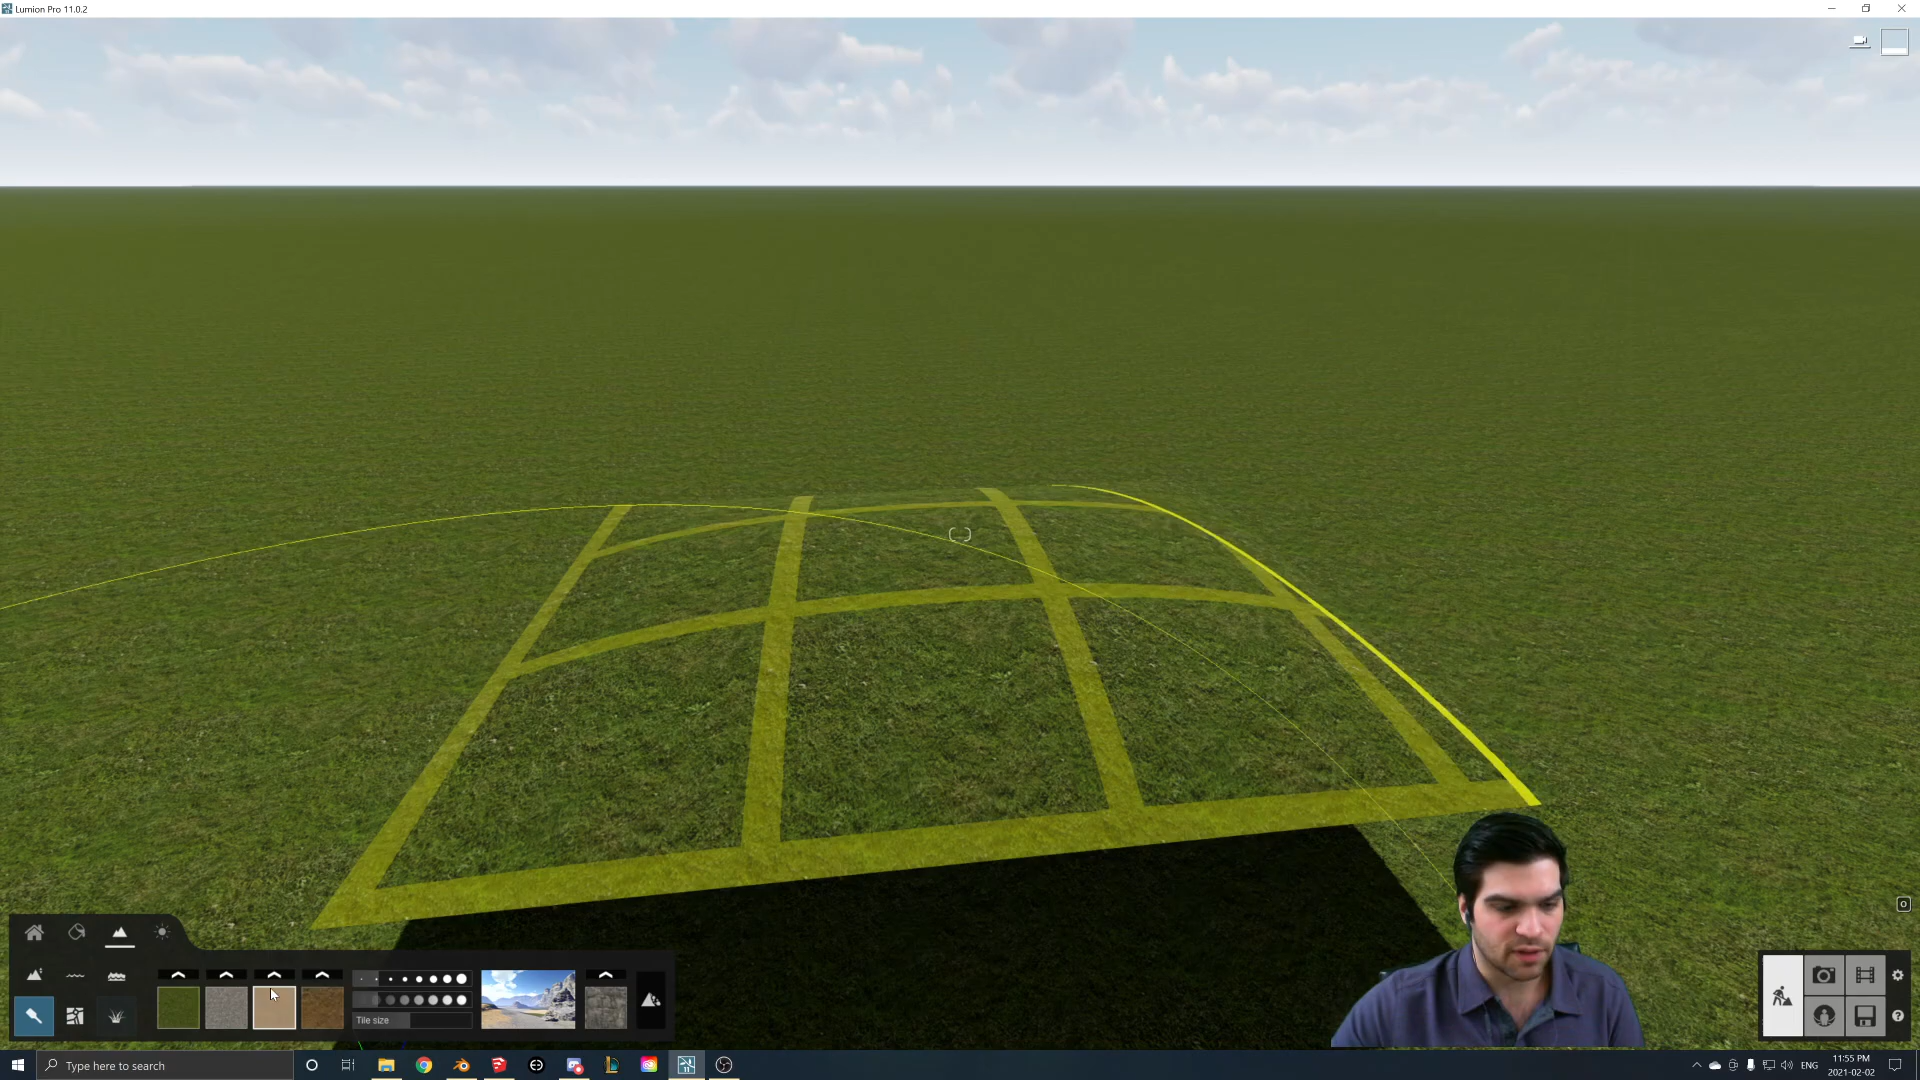 Lumion Pro 11.0.2
Tile size
Type here to search
ENG
11:55 PM
2021-02-02